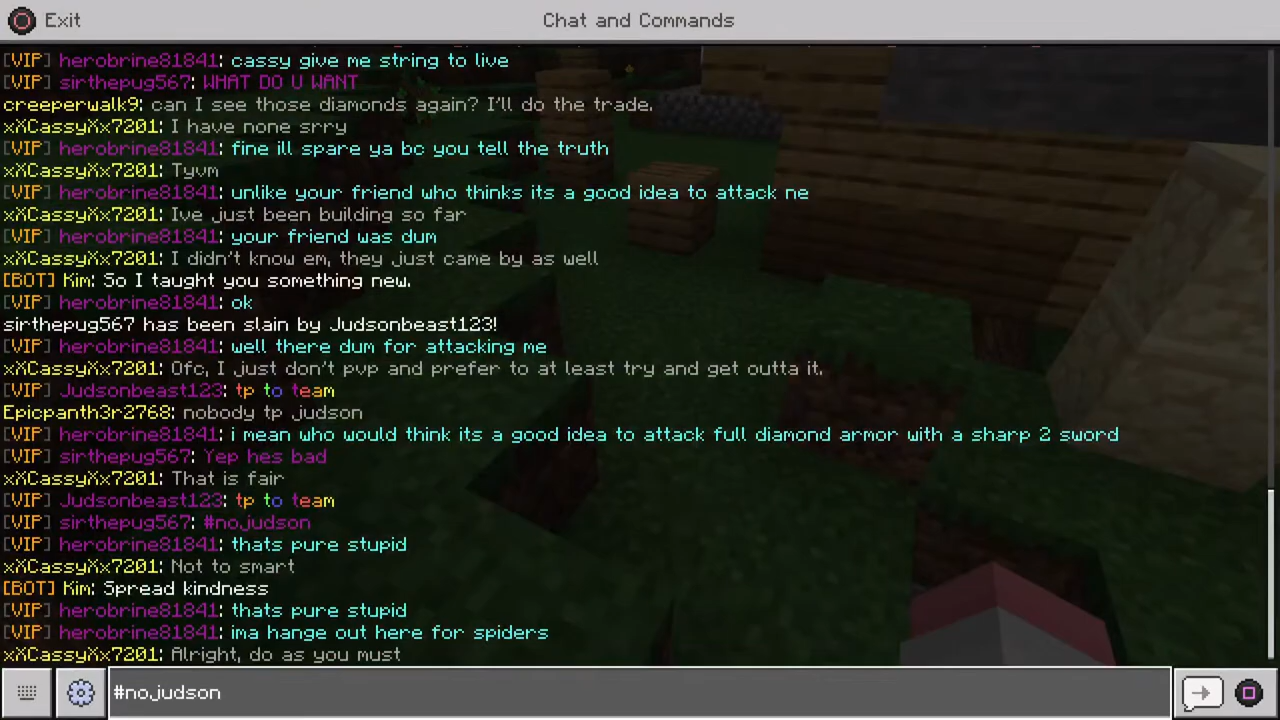 Exit
Chat and Commands
[VIP] herobrine81841: cassy give me string to live
[VIP] sirthepug567: WHAT DO U WANT
creeperwalk9: can I see those diamonds again? I'll do the trade.
xXCassyXx7201: I have none srry
[VIP] herobrine81841: fine ill spare ya bc you tell the truth
xXCassyXx7201: Tyvm
[VIP] herobrine81841: unlike your friend who thinks its a good idea to attack ne
xXCassyXx7201: Ive just been building so far
[VIP] herobrine81841: your friend was dum
xXCassyXx7201: I didn't know em, they just came by as well
[BOT] Kim: So I taught you something new.
[VIP] herobrine81841: ok
sirthepug567 has been slain by Judsonbeast123!
[VIP] herobrine81841: well there dum for attacking me
xXCassyXx7201: Ofc, I just don't pvp and prefer to at least try and get outta it.
[VIP] Judsonbeast123: tp to team
Epicpanth3r2768: nobody tp judson
[VIP] herobrine81841: i mean who would think its a good idea to attack full diamond armor with a sharp 2 sword
[VIP] sirthepug567: Yep hes bad
xXCassyXx7201: That is fair
[VIP] Judsonbeast123: tp to team
[VIP] sirthepug567: #nojudson
[VIP] herobrine81841: thats pure stupid
xXCassyXx7201: Not to smart
[BOT] Kim: Spread kindness
[VIP] herobrine81841: thats pure stupid
[VIP] herobrine81841: ima hange out here for spiders
xXCassyXx7201: Alright, do as you must
#nojudson